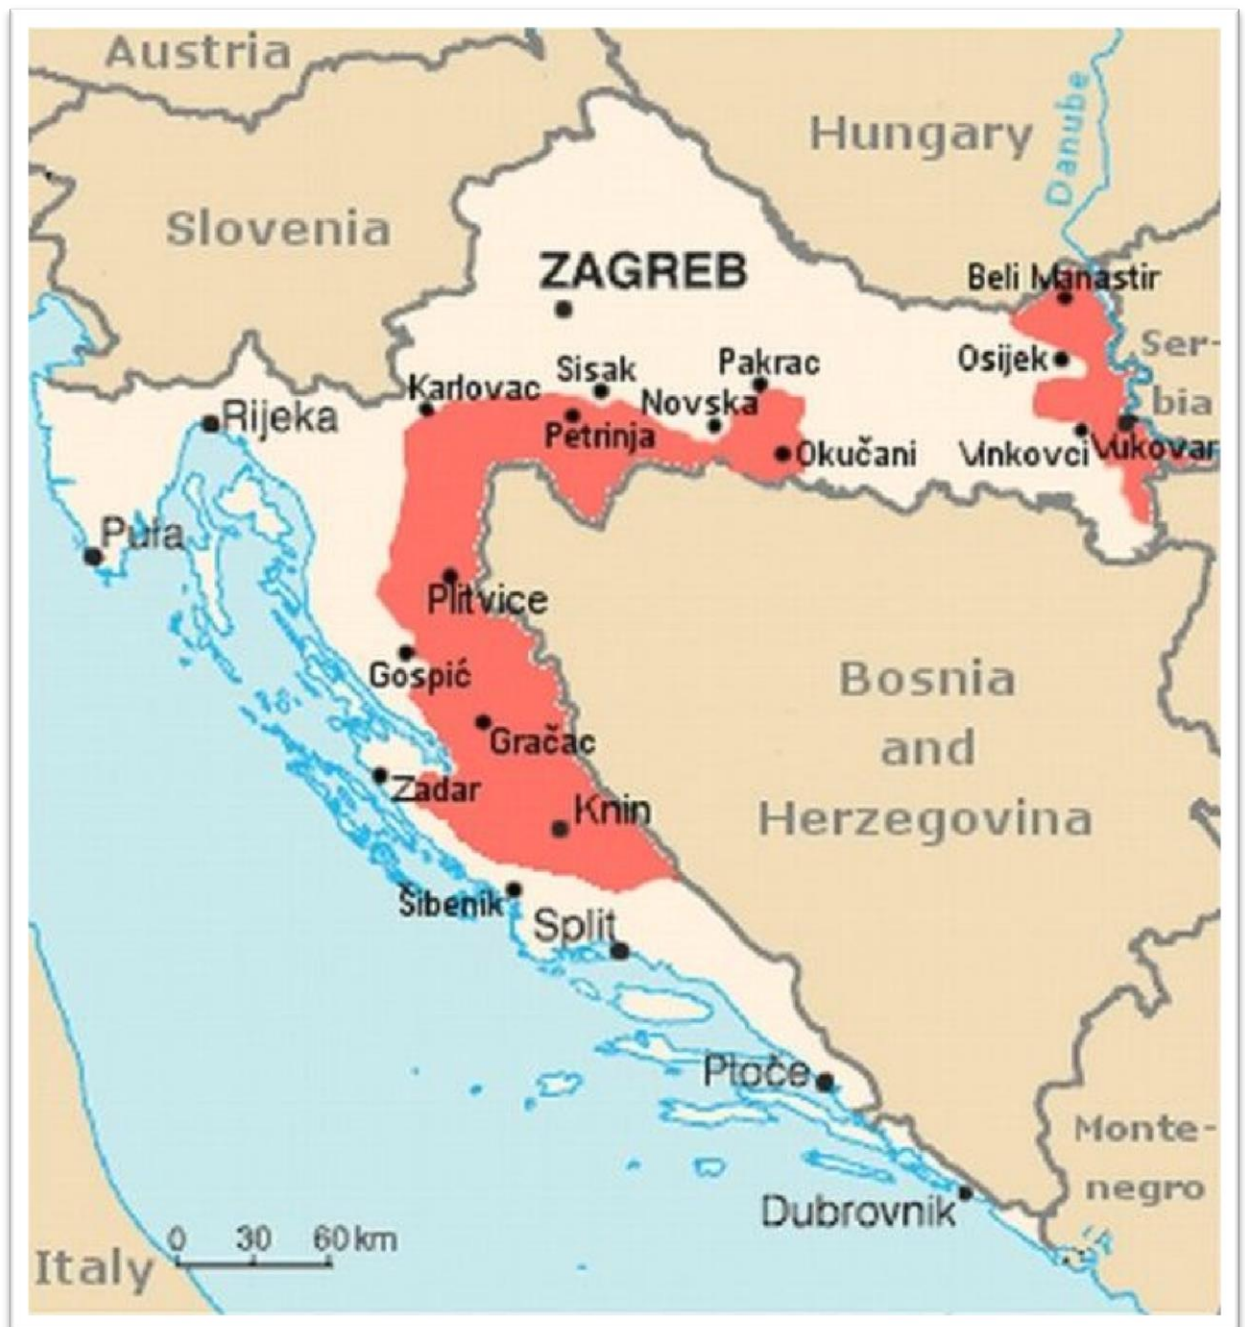 Austria
Hungary
Danube
Slovenia
ZAGREB
Beli Manastir
Ser-
bia
Osijek
Sisak
Pakrac
Karlovac
Novska
Rijeka
Petrinja
Okučani
Vinkovci
Vukovar
Pula
Plitvice
Gospić
Bosnia
and
Herzegovina
Gračac
Zadar
Knin
Šibenik
Split
Ploče
Monte-
negro
Dubrovnik
0 30 60 km
Italy